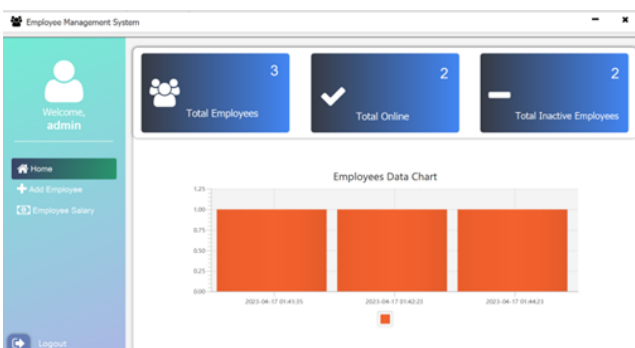 Employee Management System
Welcome,
admin
Home
Add Employee
Employee Salary
Logout
3
Total Employees
2
Total Online
2
Total Inactive Employees
Employees Data Chart
1.25
1.00
0.75
0.50
0.25
0.00
2023-04-17 01:41:35
2023-04-17 01:42:23
2023-04-17 01:44:23